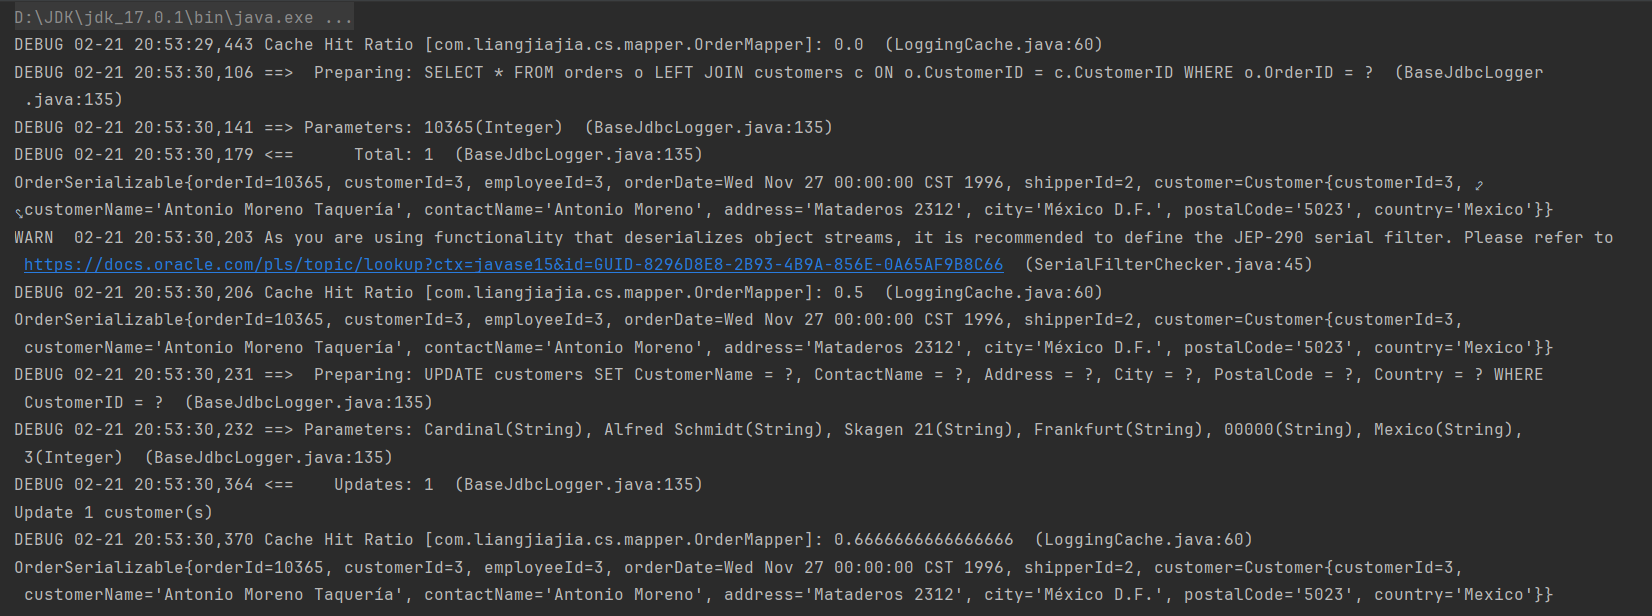 D:\JDK\jdk_17.0.1\bin\java.exe ...
DEBUG 02-21 20:53:29,443 Cache Hit Ratio [com.liangjiajia.cs.mapper.OrderMapper]: 0.0  (LoggingCache.java:60)
DEBUG 02-21 20:53:30,106 ==>  Preparing: SELECT * FROM orders o LEFT JOIN customers c ON o.CustomerID = c.CustomerID WHERE o.OrderID = ?  (BaseJdbcLogger
.java:135)
DEBUG 02-21 20:53:30,141 ==> Parameters: 10365(Integer)  (BaseJdbcLogger.java:135)
DEBUG 02-21 20:53:30,179 <==      Total: 1  (BaseJdbcLogger.java:135)
OrderSerializable{orderId=10365, customerId=3, employeeId=3, orderDate=Wed Nov 27 00:00:00 CST 1996, shipperId=2, customer=Customer{customerId=3,
customerName='Antonio Moreno Taquería', contactName='Antonio Moreno', address='Mataderos 2312', city='México D.F.', postalCode='5023', country='Mexico'}}
WARN  02-21 20:53:30,203 As you are using functionality that deserializes object streams, it is recommended to define the JEP-290 serial filter. Please refer to
https://docs.oracle.com/pls/topic/lookup?ctx=javase15&id=GUID-8296D8E8-2B93-4B9A-856E-0A65AF9B8C66  (SerialFilterChecker.java:45)
DEBUG 02-21 20:53:30,206 Cache Hit Ratio [com.liangjiajia.cs.mapper.OrderMapper]: 0.5  (LoggingCache.java:60)
OrderSerializable{orderId=10365, customerId=3, employeeId=3, orderDate=Wed Nov 27 00:00:00 CST 1996, shipperId=2, customer=Customer{customerId=3,
customerName='Antonio Moreno Taquería', contactName='Antonio Moreno', address='Mataderos 2312', city='México D.F.', postalCode='5023', country='Mexico'}}
DEBUG 02-21 20:53:30,231 ==>  Preparing: UPDATE customers SET CustomerName = ?, ContactName = ?, Address = ?, City = ?, PostalCode = ?, Country = ? WHERE
CustomerID = ?  (BaseJdbcLogger.java:135)
DEBUG 02-21 20:53:30,232 ==> Parameters: Cardinal(String), Alfred Schmidt(String), Skagen 21(String), Frankfurt(String), 00000(String), Mexico(String),
3(Integer)  (BaseJdbcLogger.java:135)
DEBUG 02-21 20:53:30,364 <==    Updates: 1  (BaseJdbcLogger.java:135)
Update 1 customer(s)
DEBUG 02-21 20:53:30,370 Cache Hit Ratio [com.liangjiajia.cs.mapper.OrderMapper]: 0.6666666666666666  (LoggingCache.java:60)
OrderSerializable{orderId=10365, customerId=3, employeeId=3, orderDate=Wed Nov 27 00:00:00 CST 1996, shipperId=2, customer=Customer{customerId=3,
customerName='Antonio Moreno Taquería', contactName='Antonio Moreno', address='Mataderos 2312', city='México D.F.', postalCode='5023', country='Mexico'}}